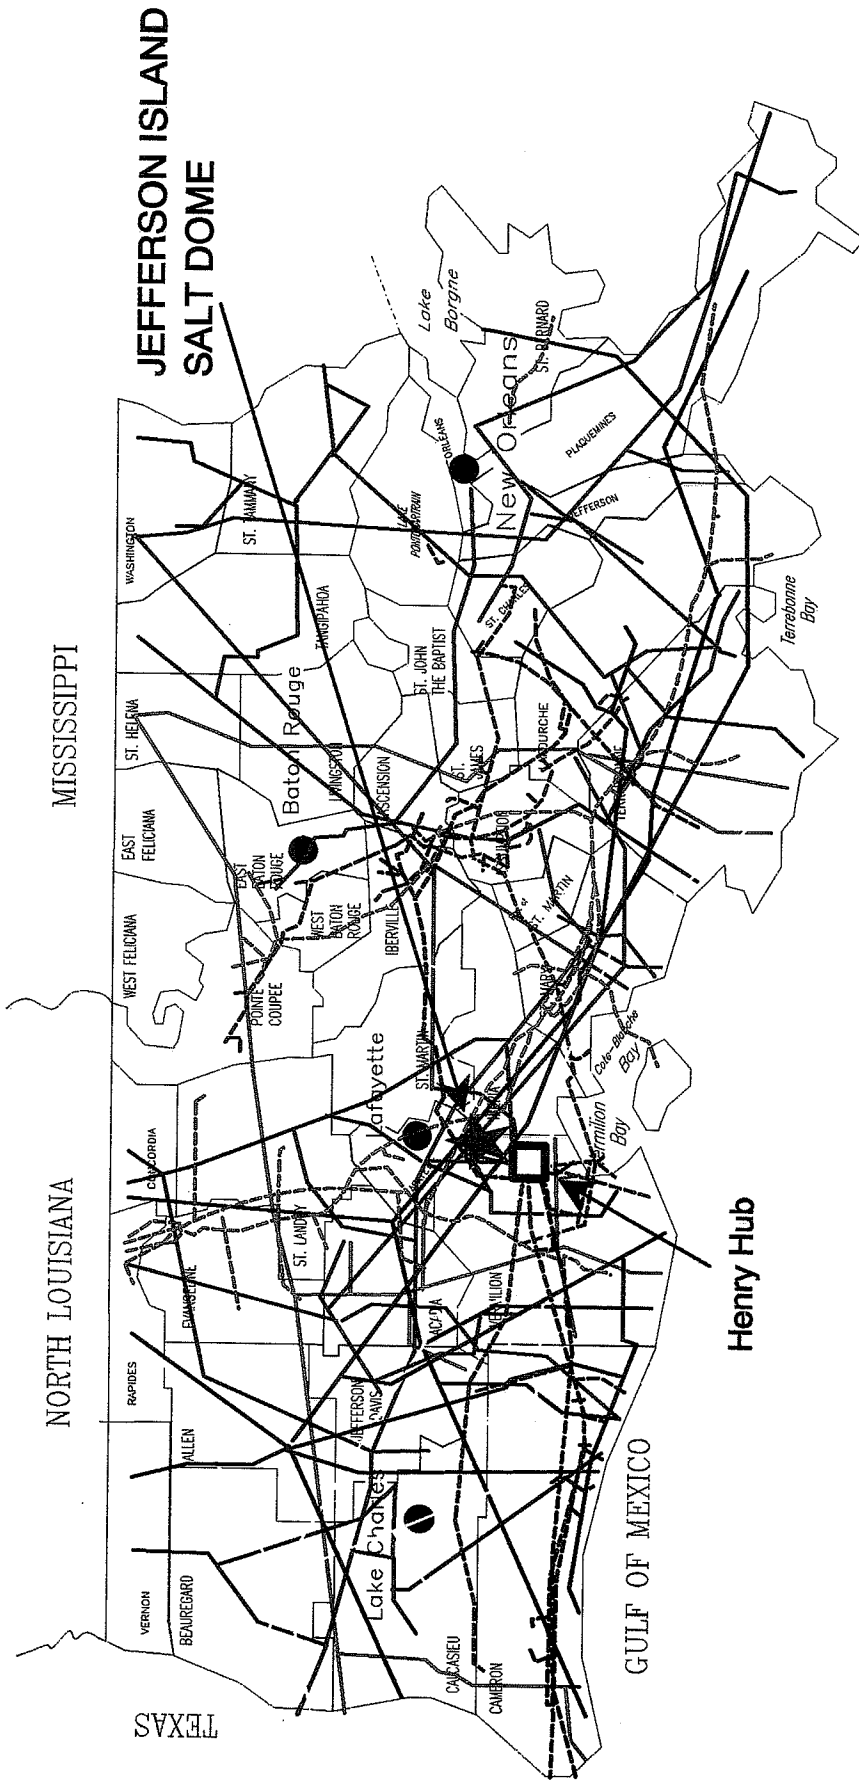 JEFFERSON ISLAND
SALT DOME
MISSISSIPPI
NORTH LOUISIANA
TEXAS
GULF OF MEXICO
Henry Hub
VERNON
BEAUREGARD
RAPIDES
ALLEN
EVANGELINE
CONCORDIA
ST. LANDRY
WEST FELICIANA
POINTE
COUPEE
EAST
FELICIANA
EAST
BATON
ROUGE
WEST
BATON
ROUGE
IBERVILLE
ST. HELENA
Baton Rouge
LIVINGSTON
ASCENSION
TANGIPAHOA
WASHINGTON
ST. TAMMANY
LAKE
PONTCHARTRAIN
ORLEANS
Lake
Borgne
New Orleans
ST. BERNARD
PLAQUEMINES
JEFFERSON
ST. CHARLES
ST. JOHN
THE BAPTIST
ST.
JAMES
LAFOURCHE
TERREBONNE
Terrebonne
Bay
ASSUMPTION
ST. MARTIN
ST. MARTIN
Lafayette
Cote-Blanche
Bay
Vermilion
Bay
VERMILION
ACADIA
JEFFERSON
DAVIS
Lake Charles
CALCASIEU
CAMERON